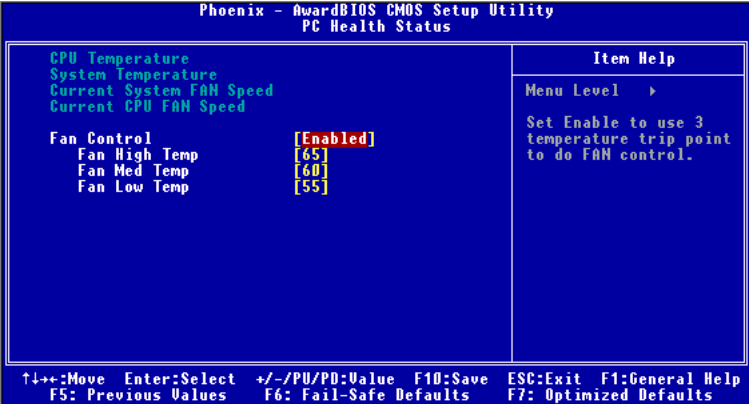 Phoenix - AwardBIOS CMOS Setup Utility
PC Health Status
CPU Temperature
System Temperature
Current System FAN Speed
Current CPU FAN Speed
Fan Control [Enabled]
Fan High Temp [65]
Fan Med Temp [60]
Fan Low Temp [55]
Item Help
Menu Level
Set Enable to use 3
temperature trip point
to do FAN control.
↑↓→←:Move Enter:Select +/-/PU/PD:Value F10:Save ESC:Exit F1:General Help
F5: Previous Values F6: Fail-Safe Defaults F7: Optimized Defaults